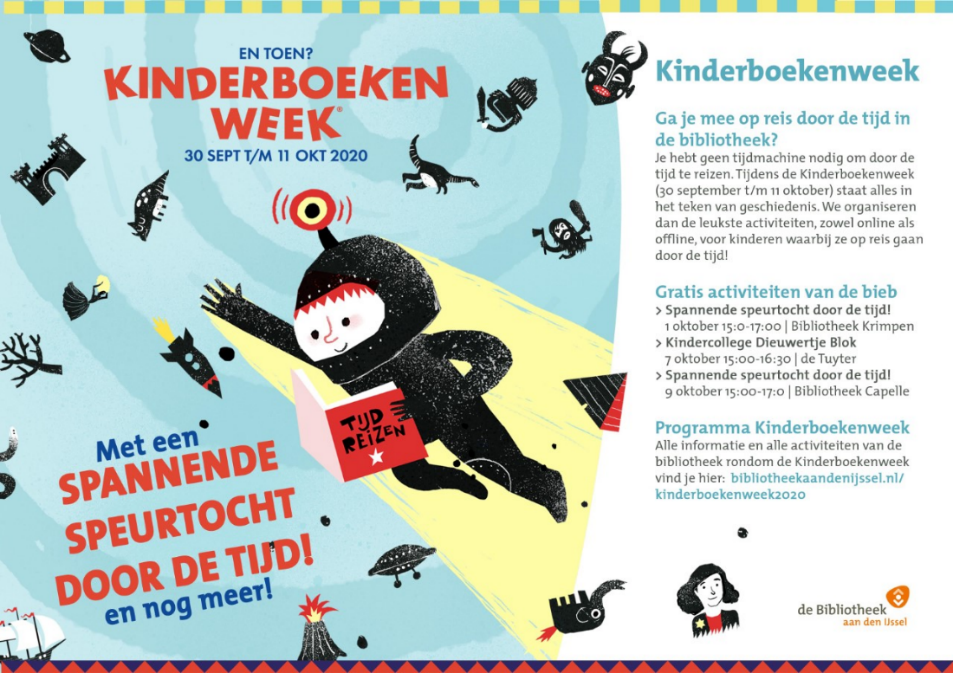 EN TOEN?
KINDERBOEKEN
WEEK®
30 SEPT T/M 11 OKT 2020
TIJD
REIZEN
Met een
SPANNENDE
SPEURTOCHT
DOOR DE TIJD!
en nog meer!
Kinderboekenweek
Ga je mee op reis door de tijd in
de bibliotheek?
Je hebt geen tijdmachine nodig om door de
tijd te reizen. Tijdens de Kinderboekenweek
(30 september t/m 11 oktober) staat alles in
het teken van geschiedenis. We organiseren
dan de leukste activiteiten, zowel online als
offline, voor kinderen waarbij ze op reis gaan
door de tijd!
Gratis activiteiten van de bieb
> Spannende speurtocht door de tijd!
1 oktober 15:0-17:00 | Bibliotheek Krimpen
> Kindercollege Dieuwertje Blok
7 oktober 15:00-16:30 | de Tuyter
> Spannende speurtocht door de tijd!
9 oktober 15:00-17:0 | Bibliotheek Capelle
Programma Kinderboekenweek
Alle informatie en alle activiteiten van de
bibliotheek rondom de Kinderboekenweek
vind je hier: bibliotheekaandenijssel.nl/
kinderboekenweek2020
de Bibliotheek
aan den IJssel